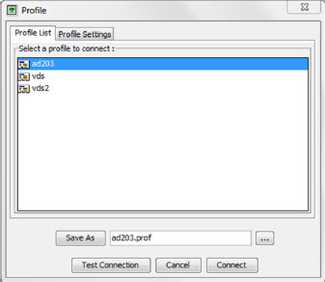 Profile
Profile List
Profile Settings
Select a profile to connect :
ad203
vds
vds2
Save As
ad203.prof
...
Test Connection
Cancel
Connect